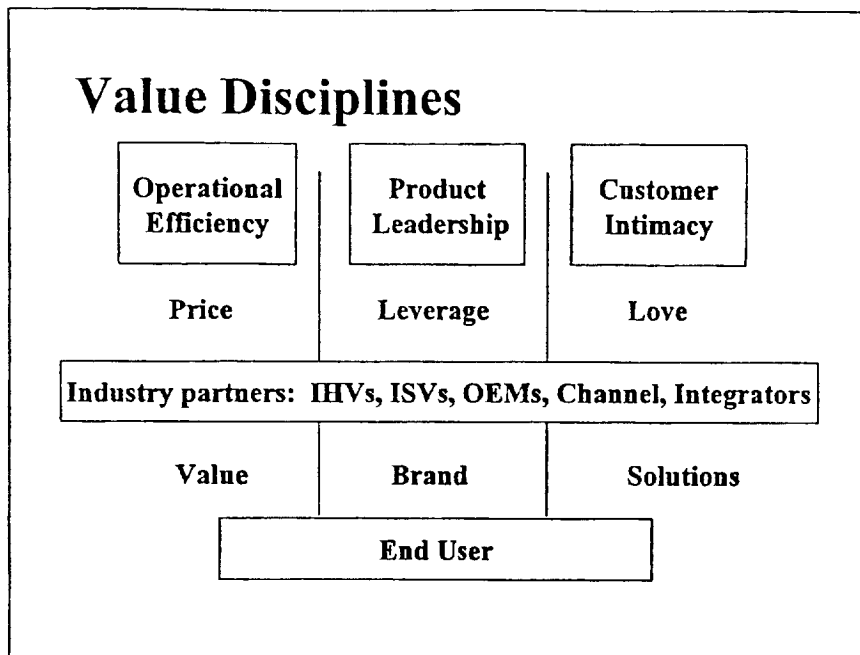 Value Disciplines
Operational
Efficiency
Product
Leadership
Customer
Intimacy
Price
Leverage
Love
Industry partners: IHVs, ISVs, OEMs, Channel, Integrators
Value
Brand
Solutions
End User